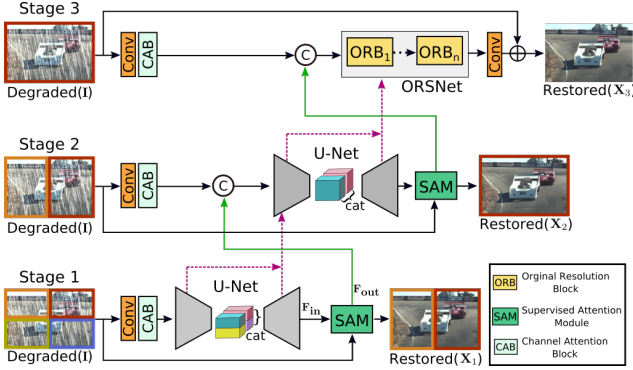 Stage 3
Conv
CAB
Degraded(I)
C
ORB1
ORBn
ORSNet
Conv
Restored(X3)
Stage 2
Conv
CAB
Degraded(I)
C
U-Net
cat
SAM
Restored(X2)
Stage 1
Conv
CAB
Degraded(I)
U-Net
cat
Fin
Fout
SAM
Restored(X1)
ORB
Orginal Resolution
Block
SAM
Supervised Attention
Module
CAB
Channel Attention
Block